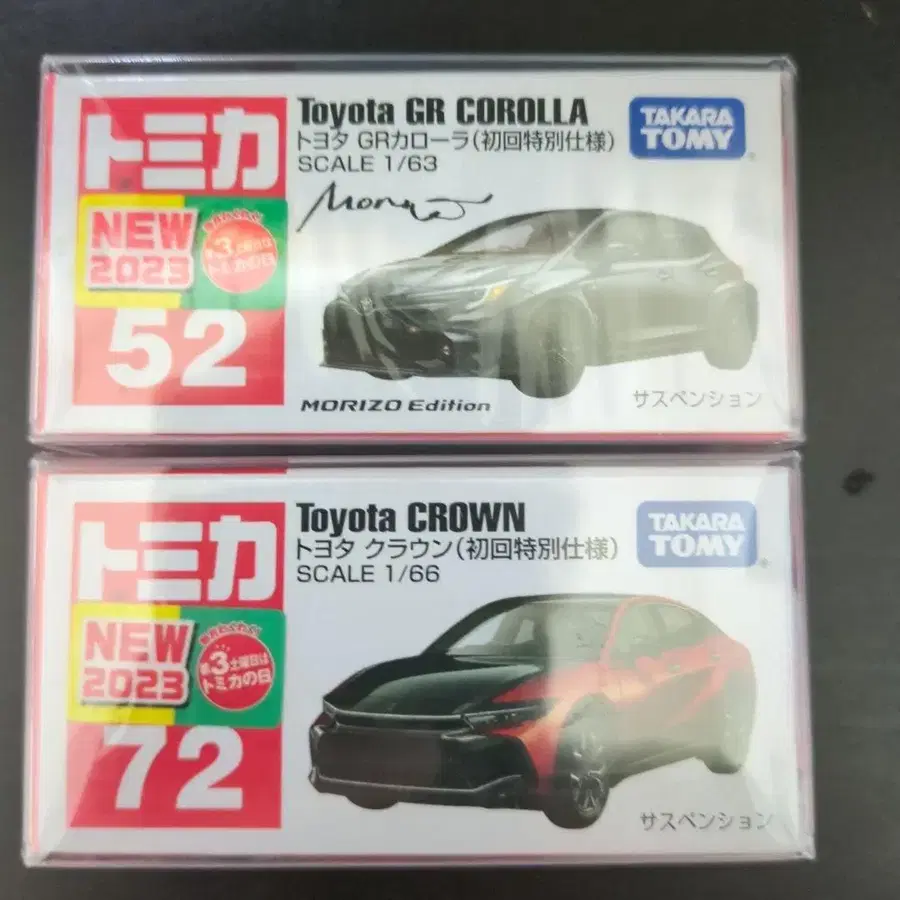 トミカ
Toyota GR COROLLA
トヨタ GRカローラ(初回特別仕様)
SCALE 1/63
TAKARA
TOMY
Morizo
NEW
2023
第3土曜日は
トミカの日
52
MORIZO Edition
サスペンション
トミカ
Toyota CROWN
トヨタ クラウン(初回特別仕様)
SCALE 1/66
TAKARA
TOMY
NEW
2023
第3土曜日は
トミカの日
72
サスペンション